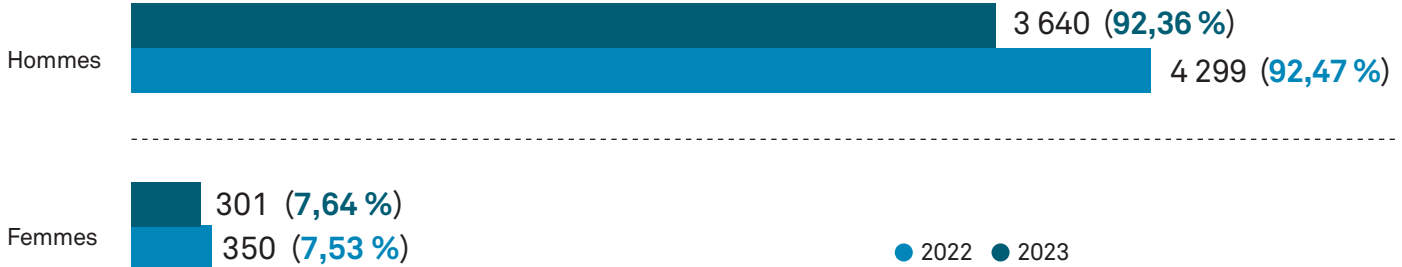 3 640 (92,36 %)
Hommes
4 299 (92,47 %)
301 (7,64 %)
Femmes
350 (7,53 %)
2022 2023